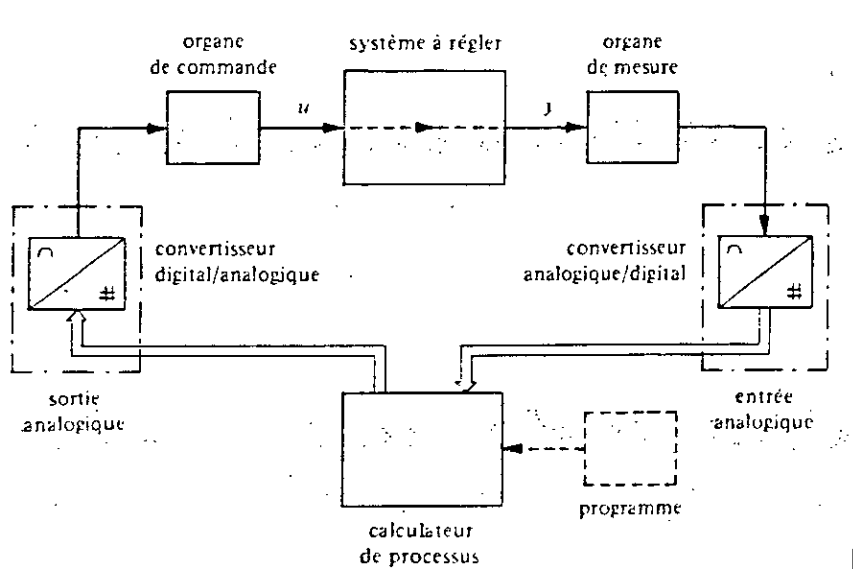 organe
de commande
système à régler
organe
de mesure
u
y
convertisseur
digital/analogique
convertisseur
analogique/digital
#
#
sortie
analogique
entrée
analogique
programme
calculateur
de processus